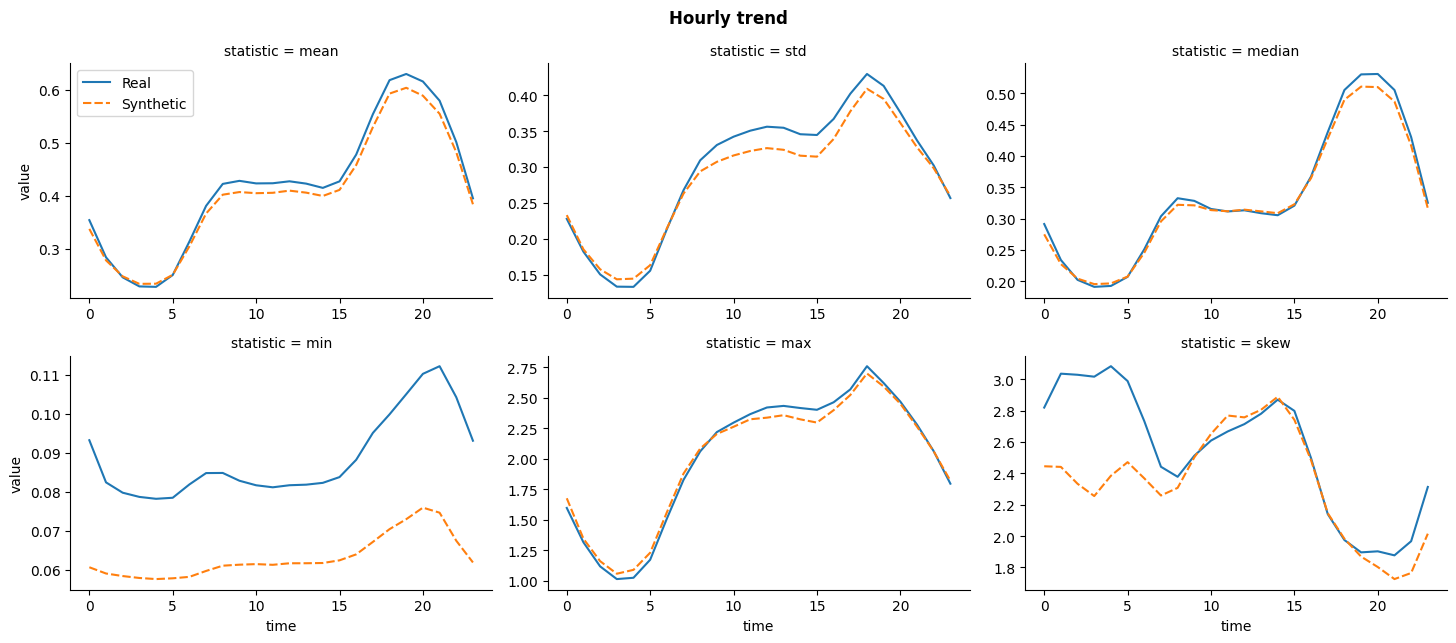 Hourly trend
statistic = mean
statistic = std
statistic = median
Real
Synthetic
value
0.6
0.5
0.4
0.3
0 5 10 15 20
0.40
0.35
0.30
0.25
0.20
0.15
0 5 10 15 20
0.50
0.45
0.40
0.35
0.30
0.25
0.20
0 5 10 15 20
statistic = min
statistic = max
statistic = skew
value
0.11
0.10
0.09
0.08
0.07
0.06
0 5 10 15 20
time
2.75
2.50
2.25
2.00
1.75
1.50
1.25
1.00
0 5 10 15 20
time
3.0
2.8
2.6
2.4
2.2
2.0
1.8
0 5 10 15 20
time